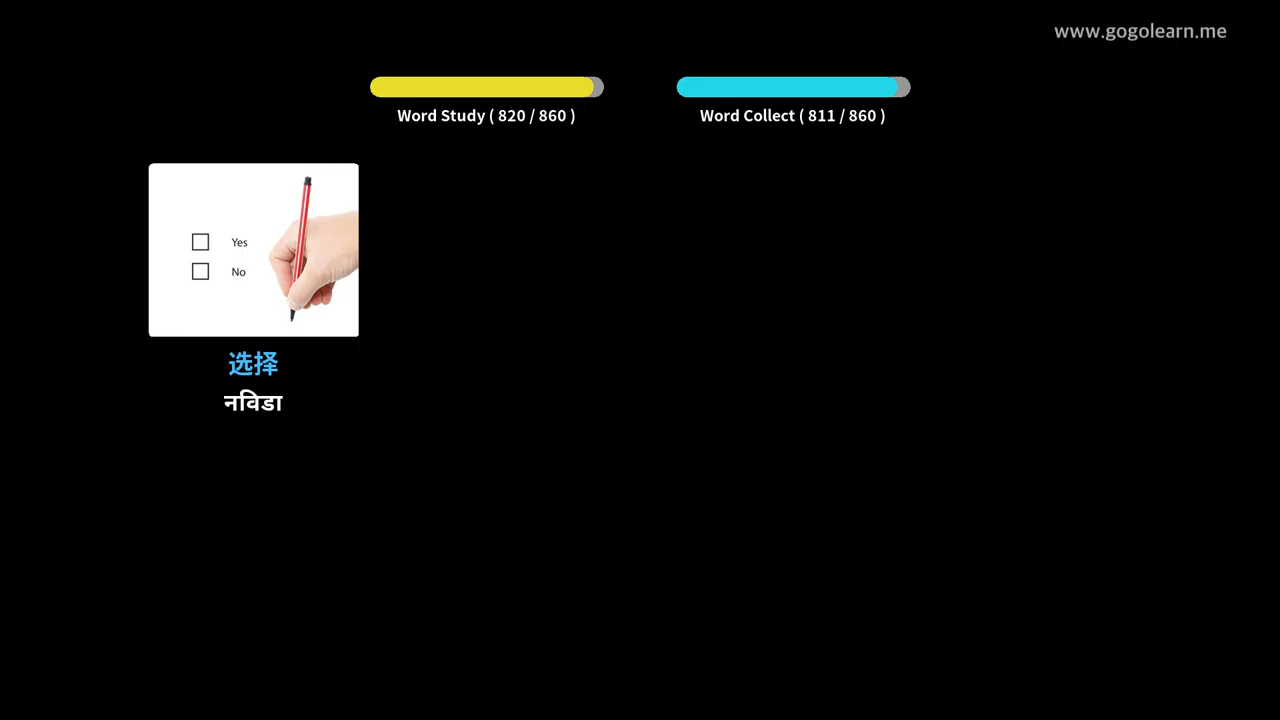 www.gogolearn.me
Word Study ( 820 / 860 )
Word Collect ( 811 / 860 )
Yes
No
选择
नविडा